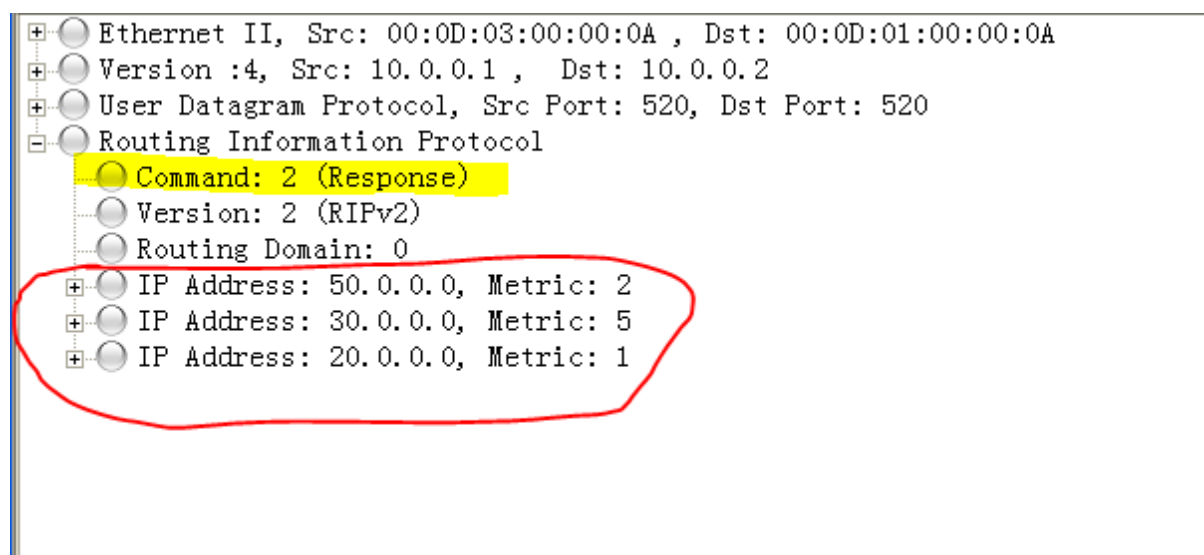 Ethernet II, Src: 00:0D:03:00:00:0A , Dst: 00:0D:01:00:00:0A
Version :4, Src: 10.0.0.1 , Dst: 10.0.0.2
User Datagram Protocol, Src Port: 520, Dst Port: 520
Routing Information Protocol
Command: 2 (Response)
Version: 2 (RIPv2)
Routing Domain: 0
IP Address: 50.0.0.0, Metric: 2
IP Address: 30.0.0.0, Metric: 5
IP Address: 20.0.0.0, Metric: 1